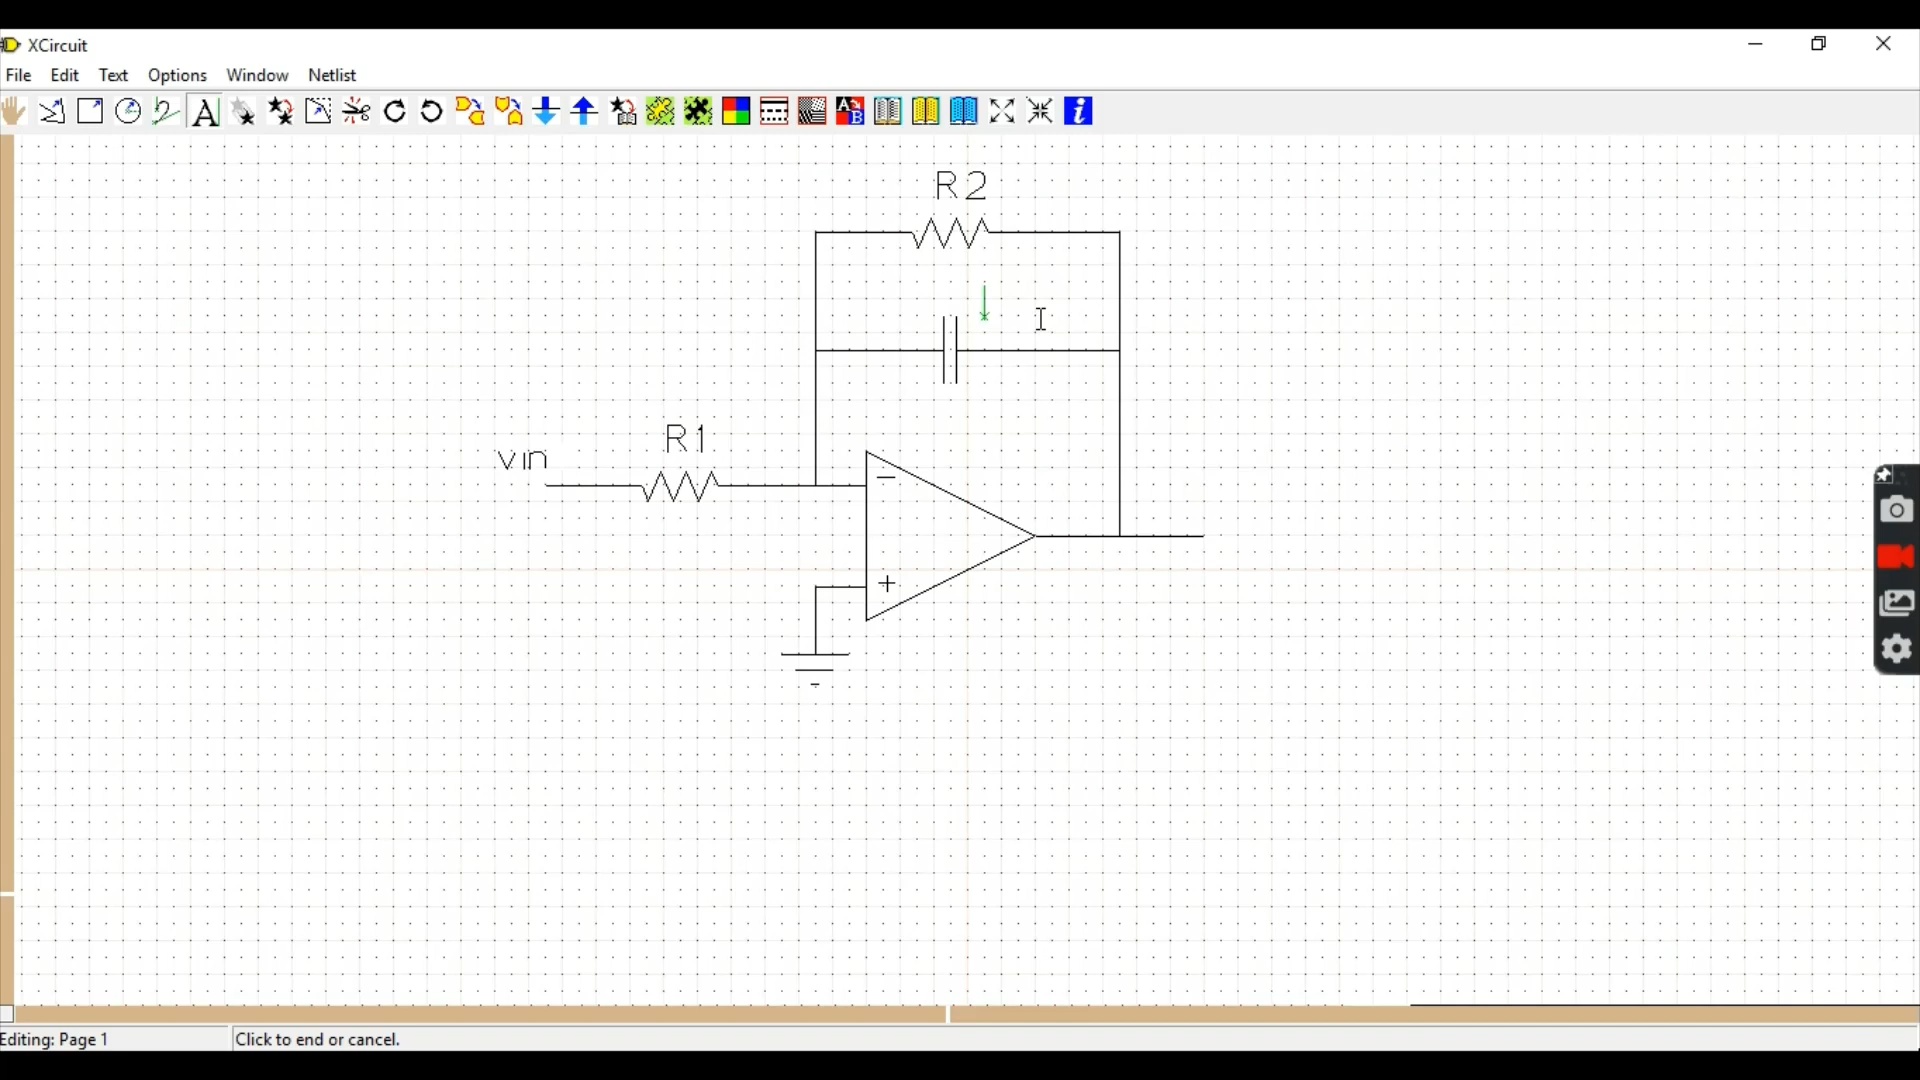 XCircuit
File Edit Text Options Window Netlist
A
A B
i
R2
R1
vin
−
+
Editing: Page 1
Click to end or cancel.